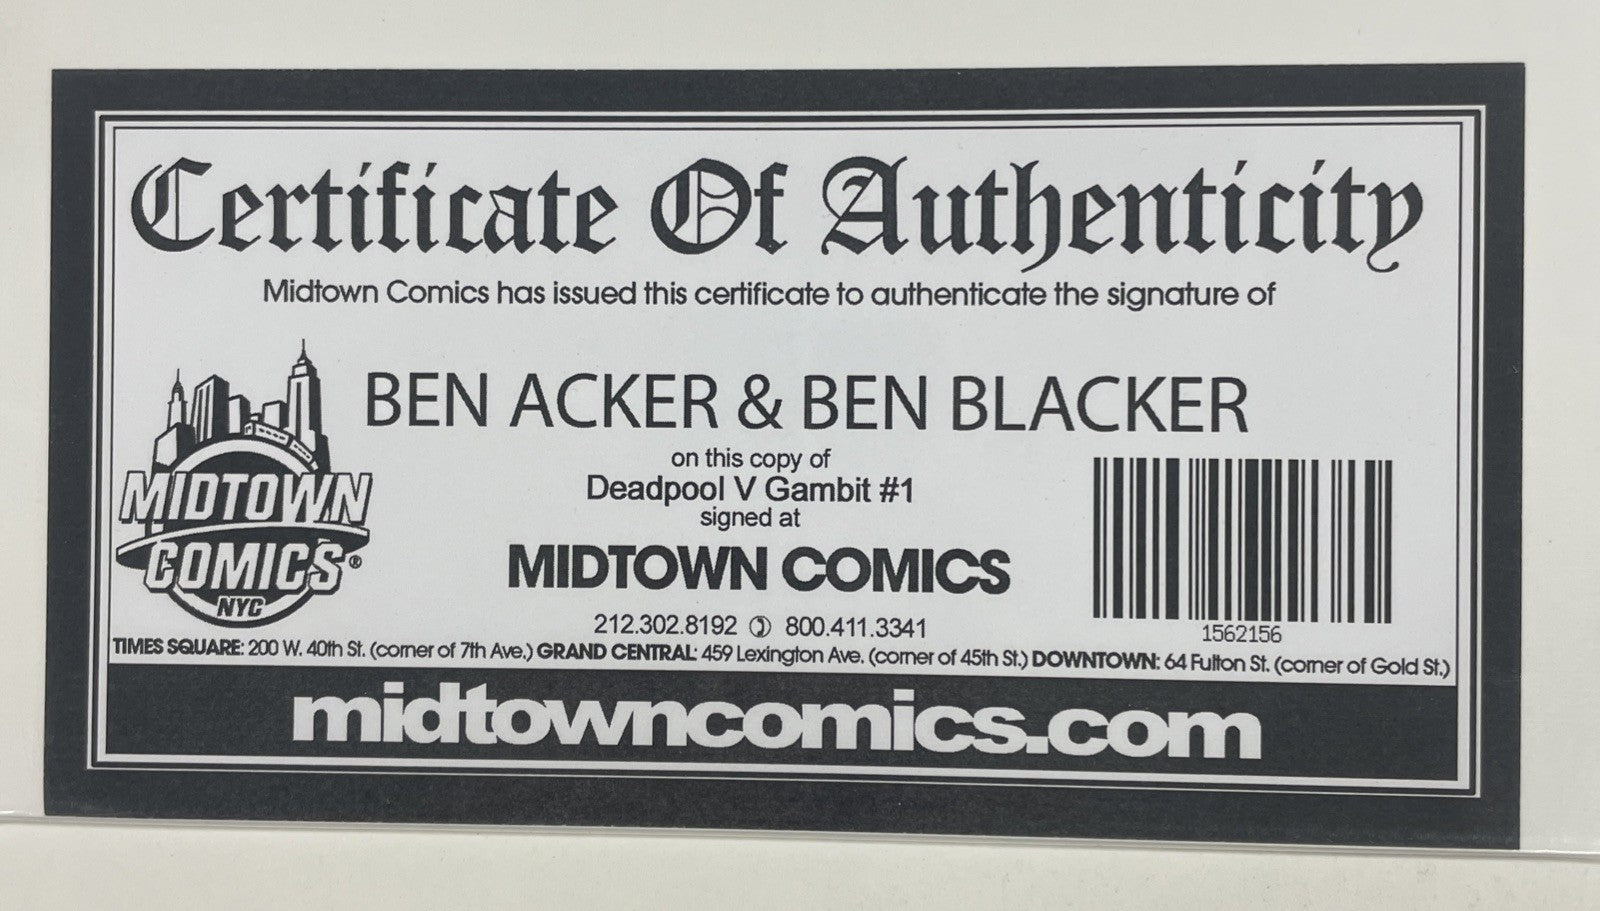 Certificate Of Authenticity
Midtown Comics has issued this certificate to authenticate the signature of
BEN ACKER & BEN BLACKER
on this copy of
Deadpool V Gambit #1
signed at
MIDTOWN COMICS
MIDTOWN
COMICS®
NYC
1562156
212.302.8192 800.411.3341
TIMES SQUARE: 200 W. 40th St. (corner of 7th Ave.) GRAND CENTRAL: 459 Lexington Ave. (corner of 45th St.) DOWNTOWN: 64 Fulton St. (corner of Gold St.)
midtowncomics.com